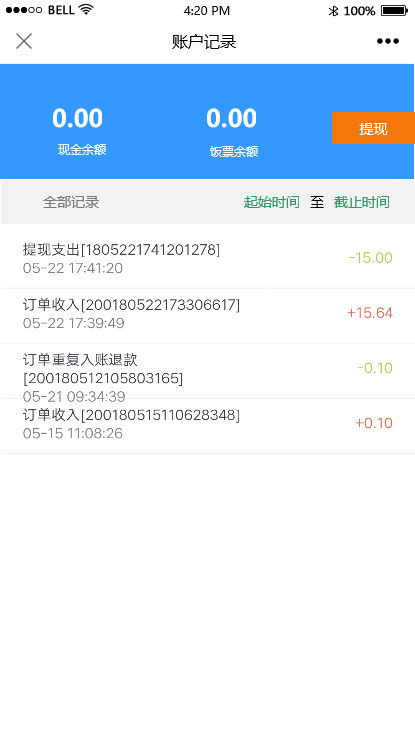 BELL 4:20 PM 100%
账户记录
0.00 0.00
提现
现金余额 饭票余额
全部记录 起始时间 至 截止时间
提现支出[1805221741201278]
-15.00
05-22 17:41:20
订单收入[200180522173306617]
+15.64
05-22 17:39:49
订单重复入账退款
-0.10
[200180512105803165]
05-21 09:34:39
订单收入[200180515110628348]
+0.10
05-15 11:08:26